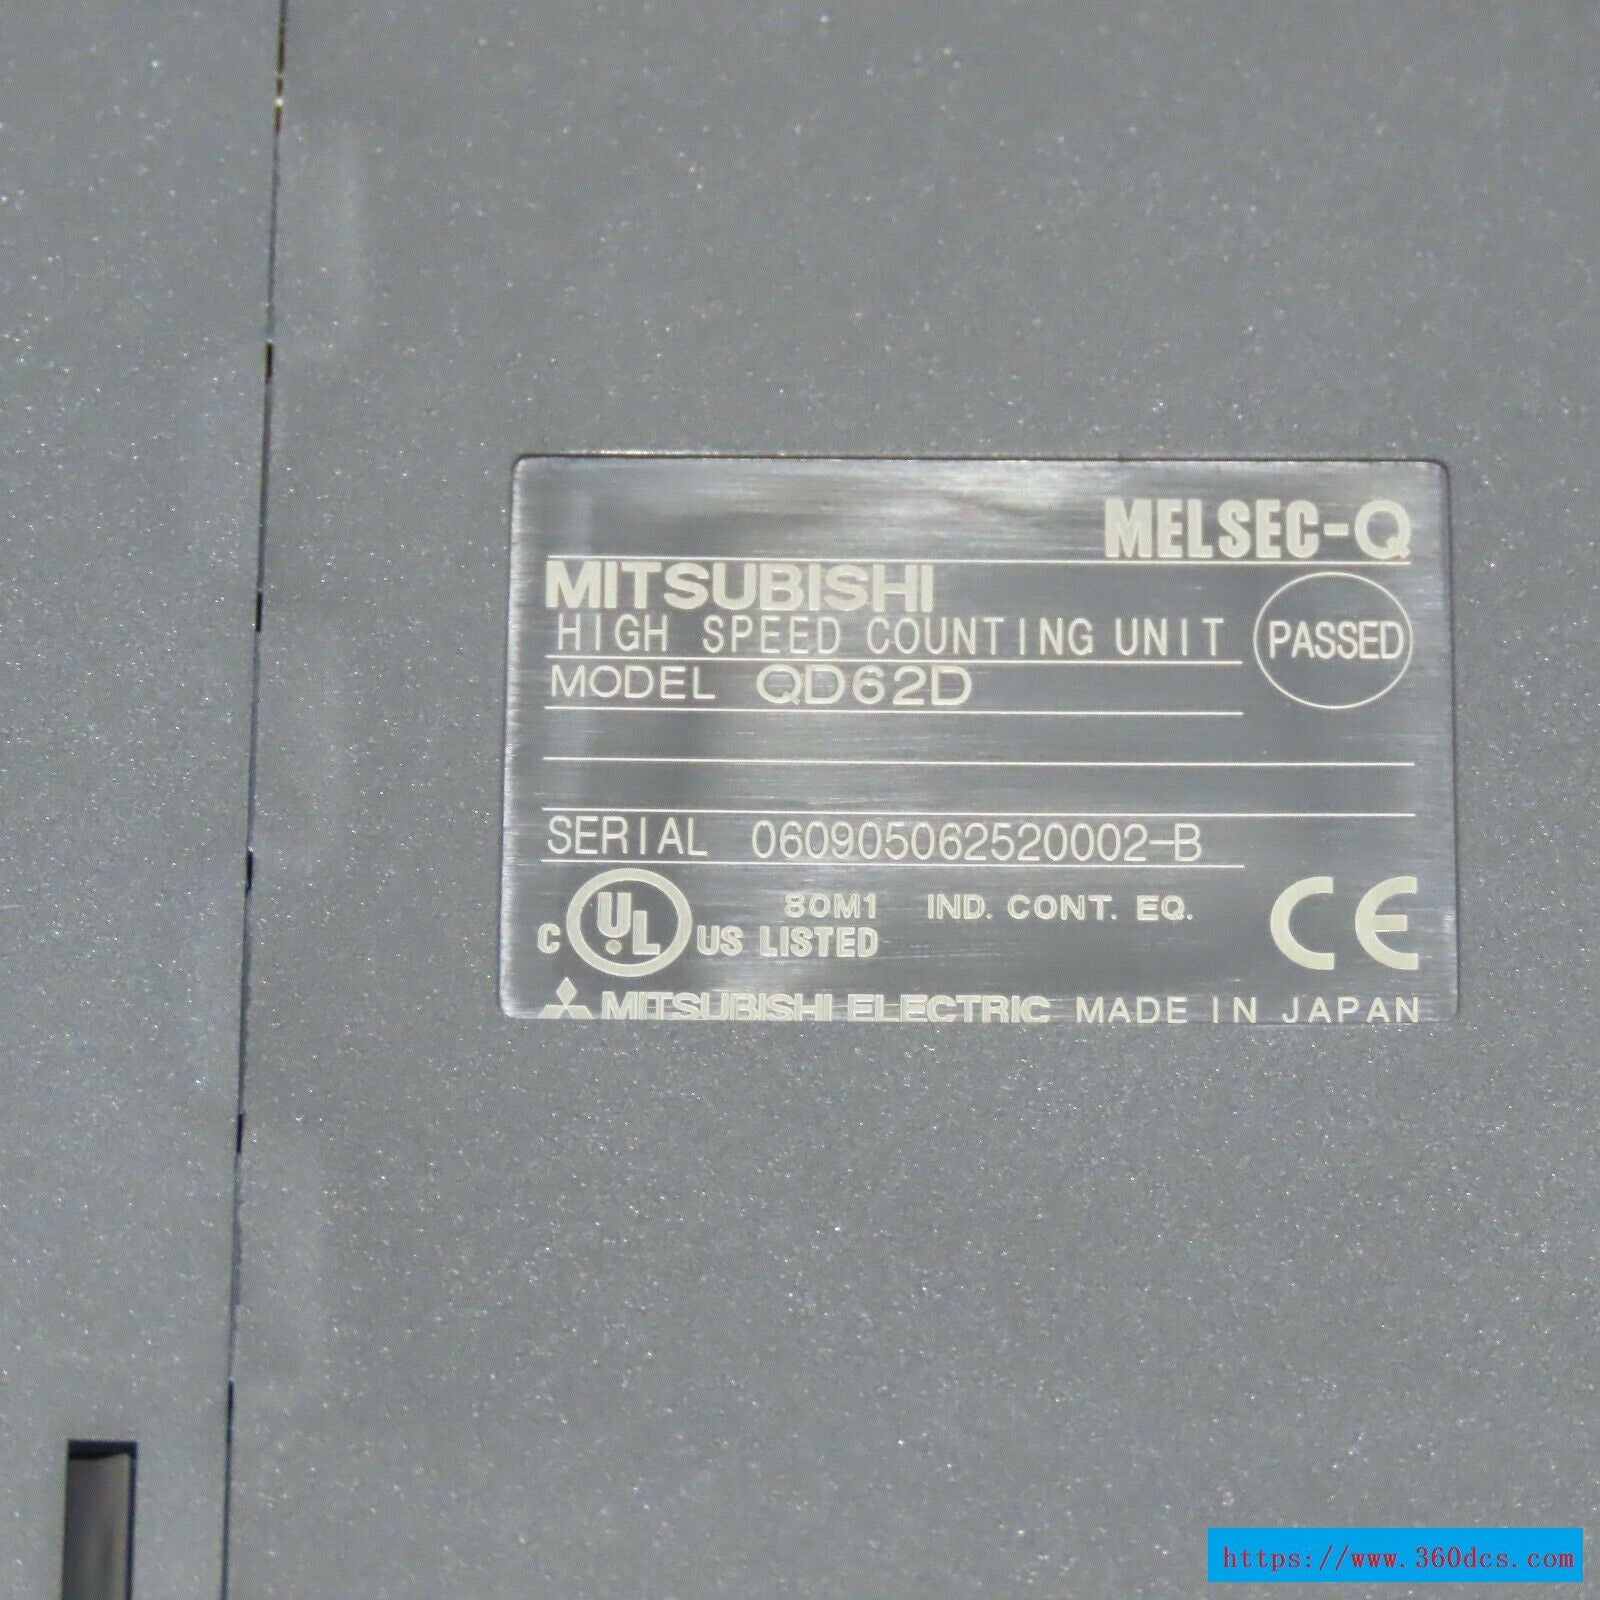 MELSEC-Q
MITSUBISHI
HIGH SPEED COUNTING UNIT
PASSED
MODEL QD62D
SERIAL 060905062520002-B
C UL US LISTED
80M1 IND. CONT. EQ.
CE
MITSUBISHI ELECTRIC MADE IN JAPAN
https://www.360dcs.com